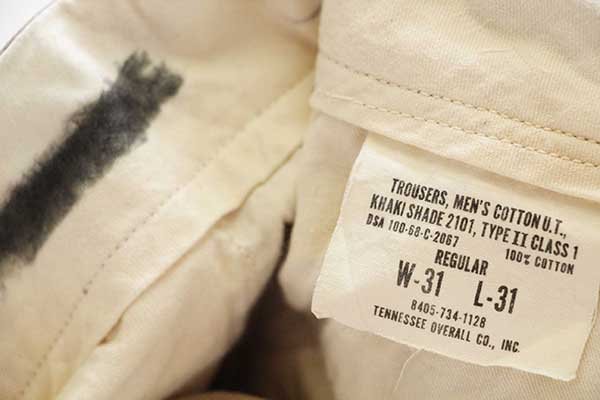 TROUSERS, MEN'S COTTON U.T.,
KHAKI SHADE 2101, TYPE II CLASS 1
DSA 100-68-C-2067 100% COTTON
REGULAR
W-31 L-31
8405-734-1128
TENNESSEE OVERALL CO., INC.